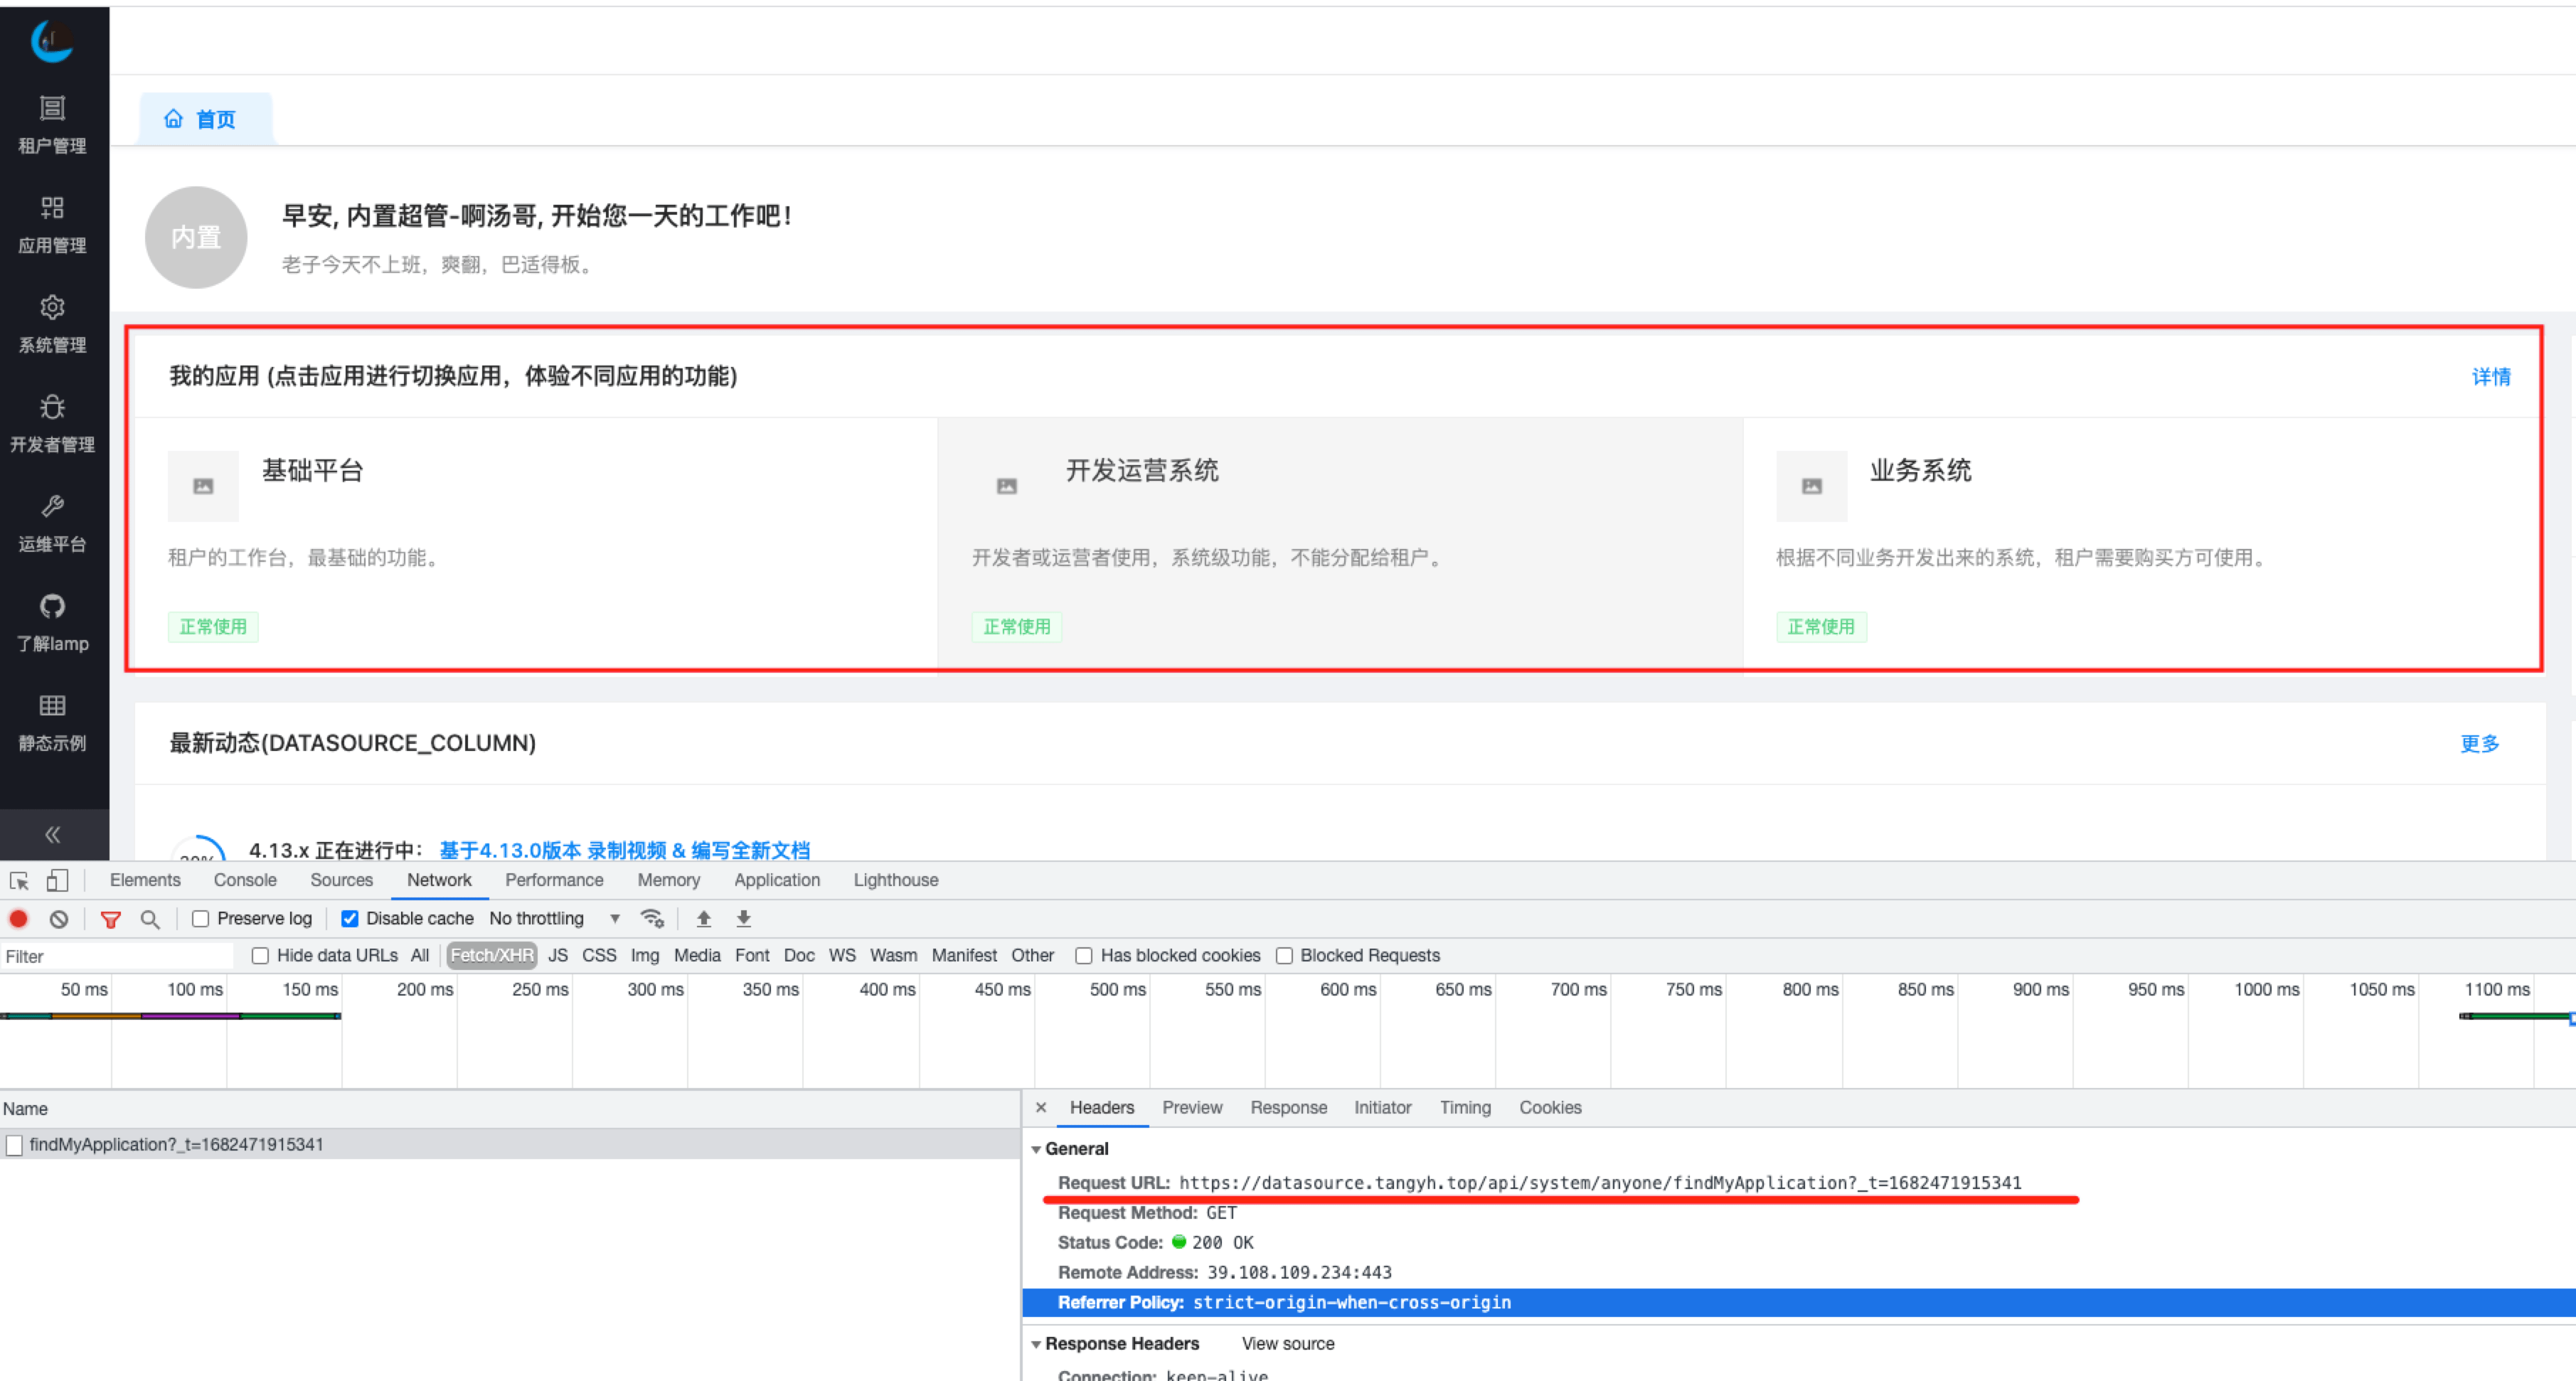 租户管理
应用管理
系统管理
开发者管理
运维平台
了解lamp
静态示例
首页
内置
早安, 内置超管-啊汤哥, 开始您一天的工作吧!
老子今天不上班，爽翻，巴适得板。
我的应用 (点击应用进行切换应用，体验不同应用的功能)
详情
基础平台
租户的工作台，最基础的功能。
正常使用
开发运营系统
开发者或运营者使用，系统级功能，不能分配给租户。
正常使用
业务系统
根据不同业务开发出来的系统，租户需要购买方可使用。
正常使用
最新动态(DATASOURCE_COLUMN)
更多
4.13.x 正在进行中： 基于4.13.0版本 录制视频 & 编写全新文档
Elements Console Sources Network Performance Memory Application Lighthouse
Preserve log Disable cache No throttling
Filter Hide data URLs All Fetch/XHR JS CSS Img Media Font Doc WS Wasm Manifest Other Has blocked cookies Blocked Requests
50 ms 100 ms 150 ms 200 ms 250 ms 300 ms 350 ms 400 ms 450 ms 500 ms 550 ms 600 ms 650 ms 700 ms 750 ms 800 ms 850 ms 900 ms 950 ms 1000 ms 1050 ms 1100 ms
Name
findMyApplication?_t=1682471915341
× Headers Preview Response Initiator Timing Cookies
General
Request URL: https://datasource.tangyh.top/api/system/anyone/findMyApplication?_t=1682471915341
Request Method: GET
Status Code: 200 OK
Remote Address: 39.108.109.234:443
Referrer Policy: strict-origin-when-cross-origin
Response Headers View source
Connection: keep-alive